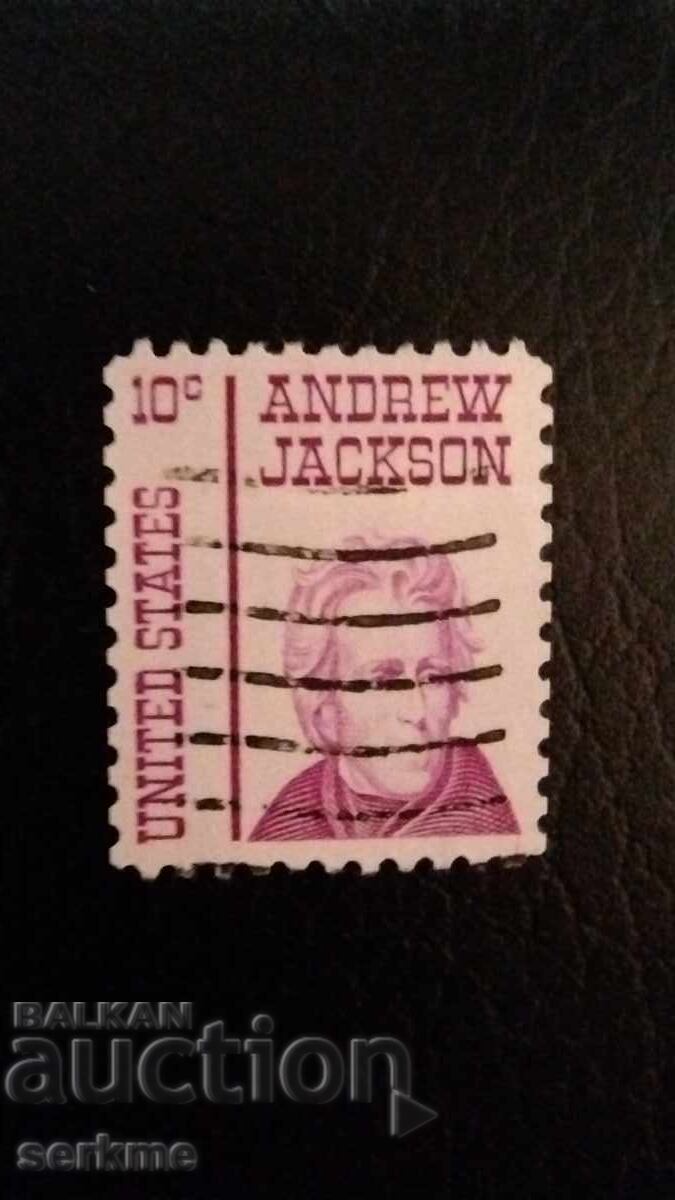 10c
ANDREW
JACKSON
UNITED STATES
BALKAN
auction
serkme